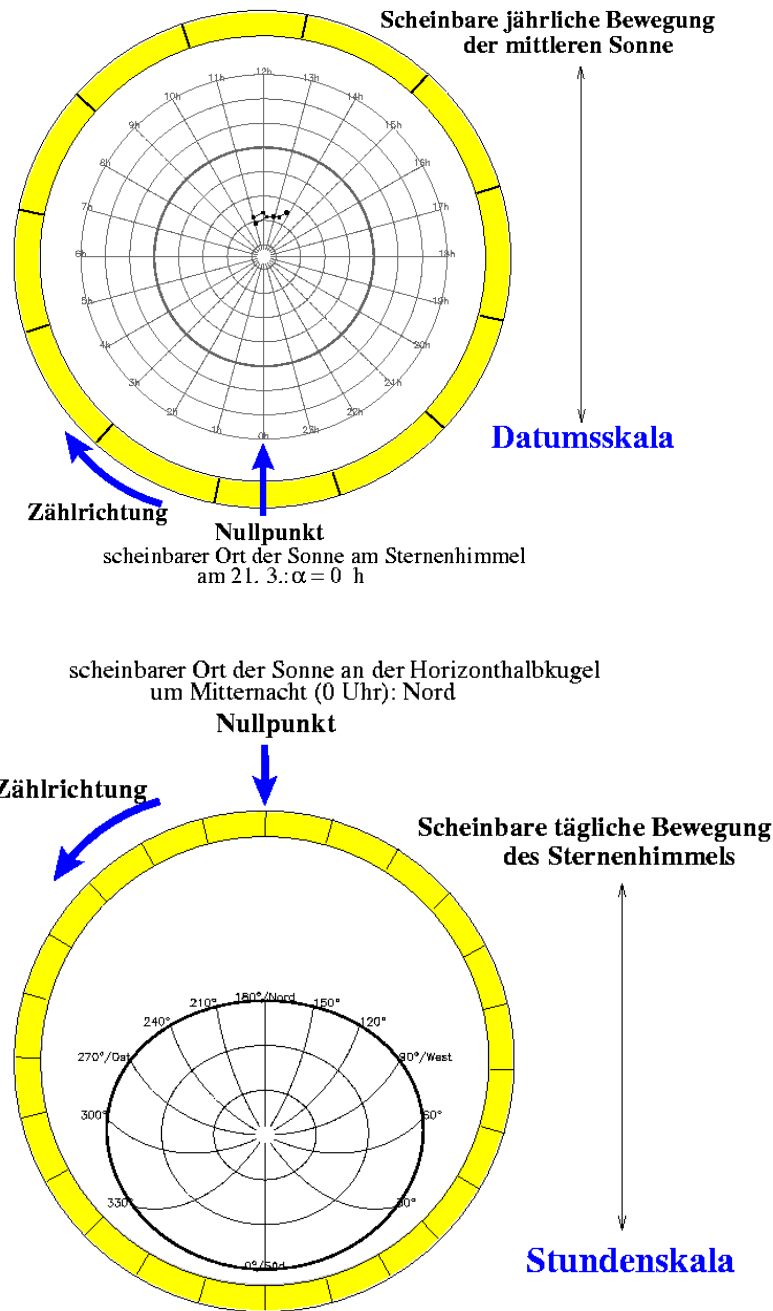 Scheinbare jährliche Bewegung
der mittleren Sonne
12h
11h
13h
10h
14h
9h
15h
8h
16h
7h
17h
6h
18h
5h
19h
4h
20h
3h
24h
2h
22h
1h
23h
0h
Datumsskala
Zählrichtung
Nullpunkt
scheinbarer Ort der Sonne am Sternenhimmel
am 21. 3.: α = 0 h
scheinbarer Ort der Sonne an der Horizonthalbkugel
um Mitternacht (0 Uhr): Nord
Nullpunkt
Zählrichtung
Scheinbare tägliche Bewegung
des Sternenhimmels
180°/Nord
210°
150°
240°
120°
270°/Ost
90°/West
300°
60°
330°
30°
0°/Süd
Stundenskala